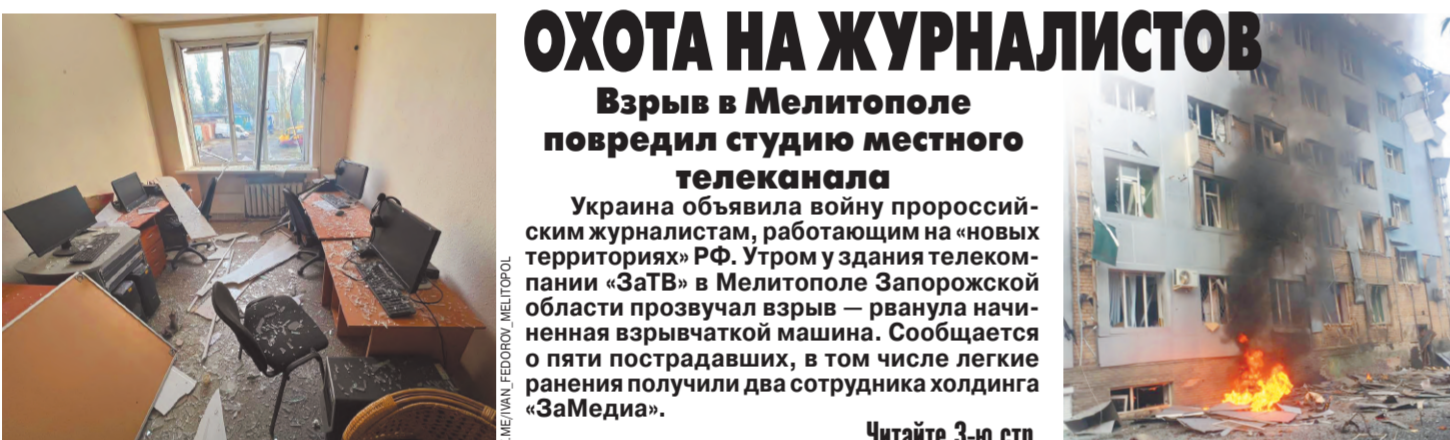 ОХОТА НА ЖУРНАЛИСТОВ
Взрыв в Мелитополе
повредил студию местного
телеканала
Украина объявила войну пророссий-
ским журналистам, работающим на «новых
территориях» РФ. Утром у здания телеком-
пании «ЗаТВ» в Мелитополе Запорожской
области прозвучал взрыв — рванула начи-
ненная взрывчаткой машина. Сообщается
о пяти пострадавших, в том числе легкие
ранения получили два сотрудника холдинга
«ЗаМедиа».
Читайте 3-ю стр.
.ME/IVAN_FEDOROV_MELITOPOL